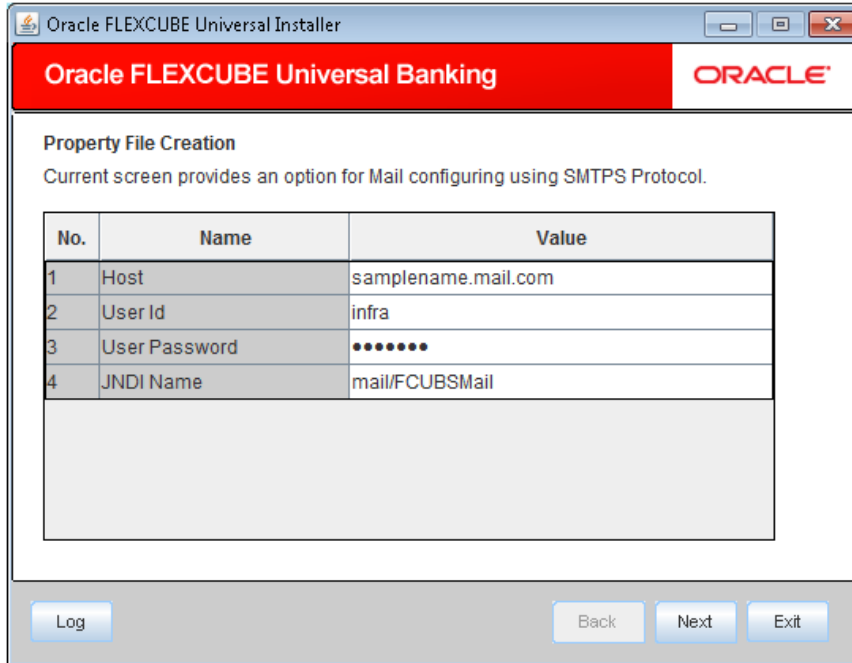 Oracle FLEXCUBE Universal Installer
Oracle FLEXCUBE Universal Banking
ORACLE
Property File Creation
Current screen provides an option for Mail configuring using SMTPS Protocol.
No. Name Value
1 Host samplename.mail.com
2 User Id infra
3 User Password •••••••
4 JNDI Name mail/FCUBSMail
Log Back Next Exit